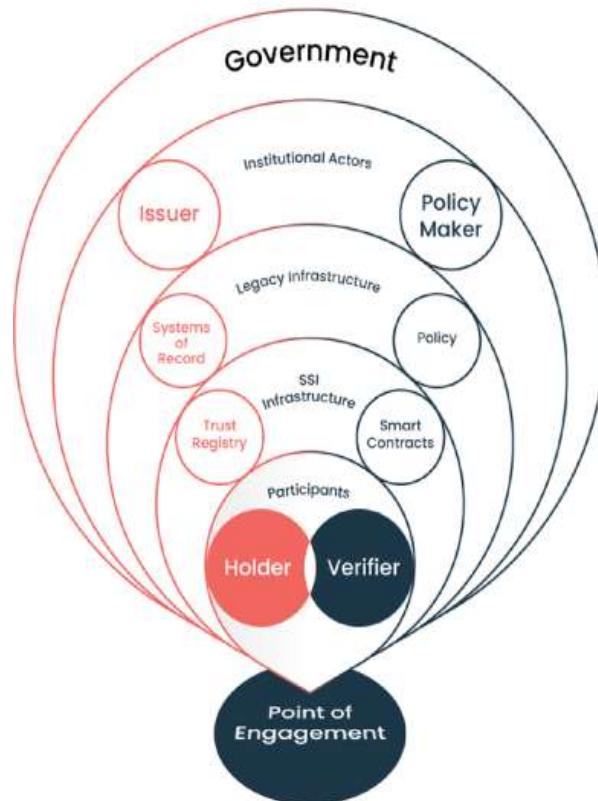 Government
Institutional Actors
Issuer
Policy
Maker
Legacy Infrastructure
Systems
of
Record
Policy
SSI
Infrastructure
Trust
Registry
Smart
Contracts
Participants
Holder
Verifier
Point of
Engagement